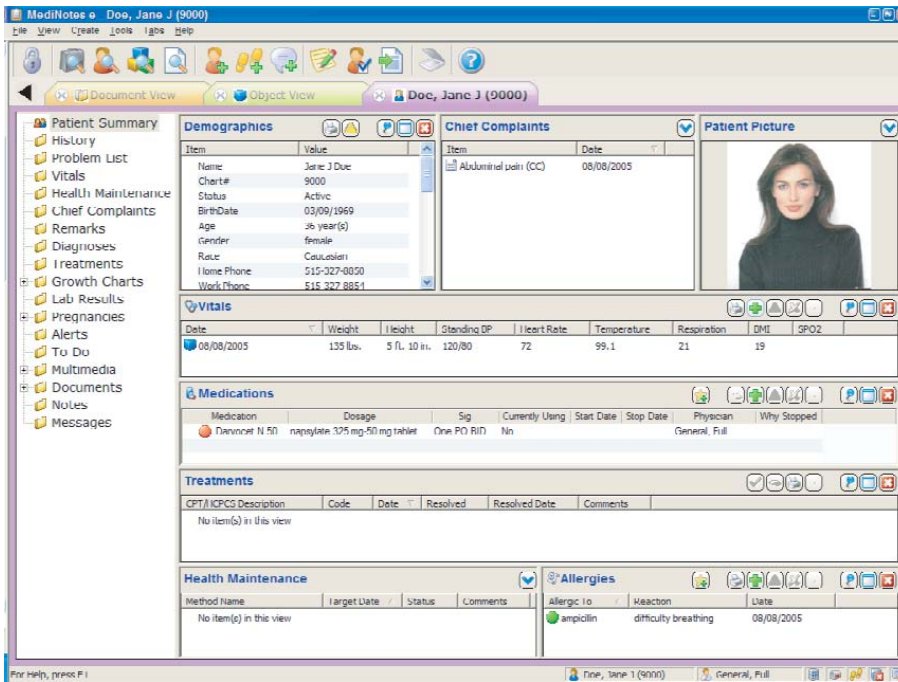 MediNotes e Doe, Jane J (9000)
File View Create Tools Tabs Help
Document View Object View Doe, Jane J (9000)
Patient Summary
History
Problem List
Vitals
Health Maintenance
Chief Complaints
Remarks
Diagnoses
Treatments
Growth Charts
Lab Results
Pregnancies
Alerts
To Do
Multimedia
Documents
Notes
Messages
Demographics
Item Value
Name Jane J Doe
Chart# 9000
Status Active
BirthDate 03/09/1969
Age 36 year(s)
Gender female
Race Caucasian
Home Phone 515-327-8850
Work Phone 515 327 8851
Chief Complaints
Item Date
Abdominal pain (CC) 08/08/2005
Patient Picture
Vitals
Date Weight Height Standing BP Heart Rate Temperature Respiration BMI SPO2
08/08/2005 135 lbs. 5 ft. 10 in. 120/80 72 99.1 21 19
Medications
Medication Dosage Sig Currently Using Start Date Stop Date Physician Why Stopped
Darvocet N 50 napsylate 325 mg-50 mg tablet One PO BID No General, Full
Treatments
CPT/HCPCS Description Code Date Resolved Resolved Date Comments
No item(s) in this view
Health Maintenance
Method Name Target Date Status Comments
No item(s) in this view
Allergies
Allergic To Reaction Date
ampicillin difficulty breathing 08/08/2005
For Help, press F1
Doe, Jane J (9000) General, Full